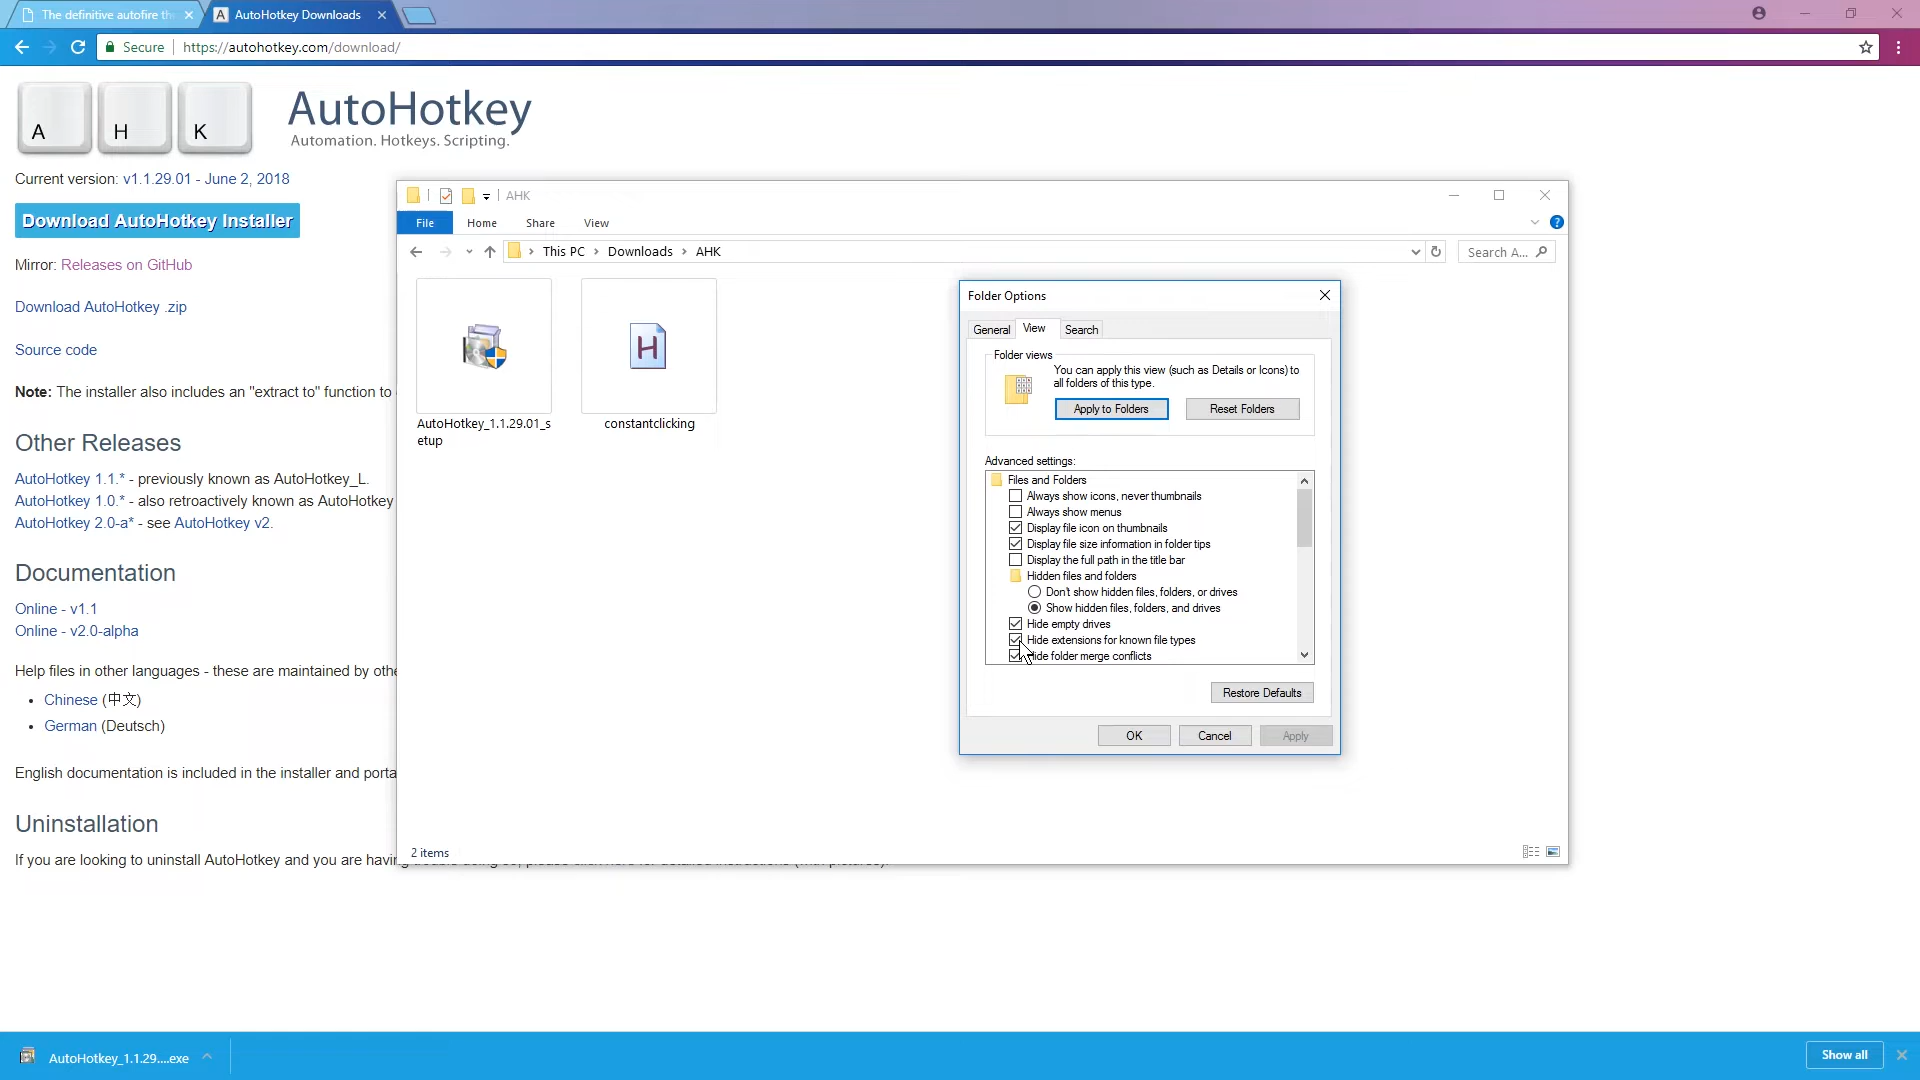 The definitive autofire th
AutoHotkey Downloads
Secure
https://autohotkey.com/download/
A H K
AutoHotkey
Automation. Hotkeys. Scripting.
Current version: v1.1.29.01 - June 2, 2018
Download AutoHotkey Installer
Mirror: Releases on GitHub
Download AutoHotkey .zip
Source code
Note: The installer also includes an "extract to" function to
Other Releases
AutoHotkey 1.1.* - previously known as AutoHotkey_L.
AutoHotkey 1.0.* - also retroactively known as AutoHotkey
AutoHotkey 2.0-a* - see AutoHotkey v2.
Documentation
Online - v1.1
Online - v2.0-alpha
Help files in other languages - these are maintained by othe
• Chinese (中文)
• German (Deutsch)
English documentation is included in the installer and porta
Uninstallation
If you are looking to uninstall AutoHotkey and you are having
AHK
File
Home
Share
View
This PC > Downloads > AHK
Search A...
AutoHotkey_1.1.29.01_s
etup
constantclicking
2 items
Folder Options
General
View
Search
Folder views
You can apply this view (such as Details or Icons) to
all folders of this type.
Apply to Folders
Reset Folders
Advanced settings:
Files and Folders
Always show icons, never thumbnails
Always show menus
Display file icon on thumbnails
Display file size information in folder tips
Display the full path in the title bar
Hidden files and folders
Don't show hidden files, folders, or drives
Show hidden files, folders, and drives
Hide empty drives
Hide extensions for known file types
ide folder merge conflicts
Restore Defaults
OK
Cancel
Apply
AutoHotkey_1.1.29....exe
Show all